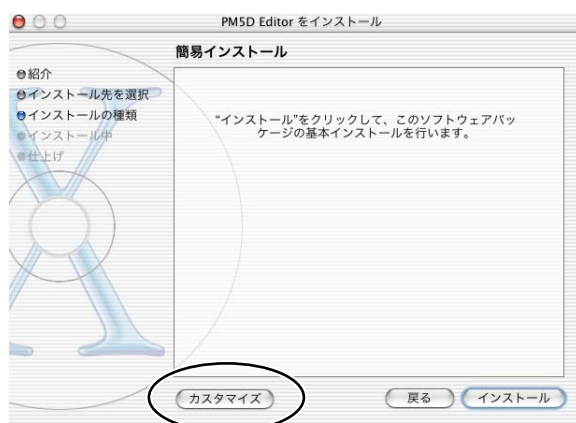 PM5D Editor をインストール
簡易インストール
紹介
インストール先を選択
インストールの種類
インストール中
仕上げ
“インストール”をクリックして、このソフトウェアパッ
ケージの基本インストールを行います。
カスタマイズ
戻る
インストール